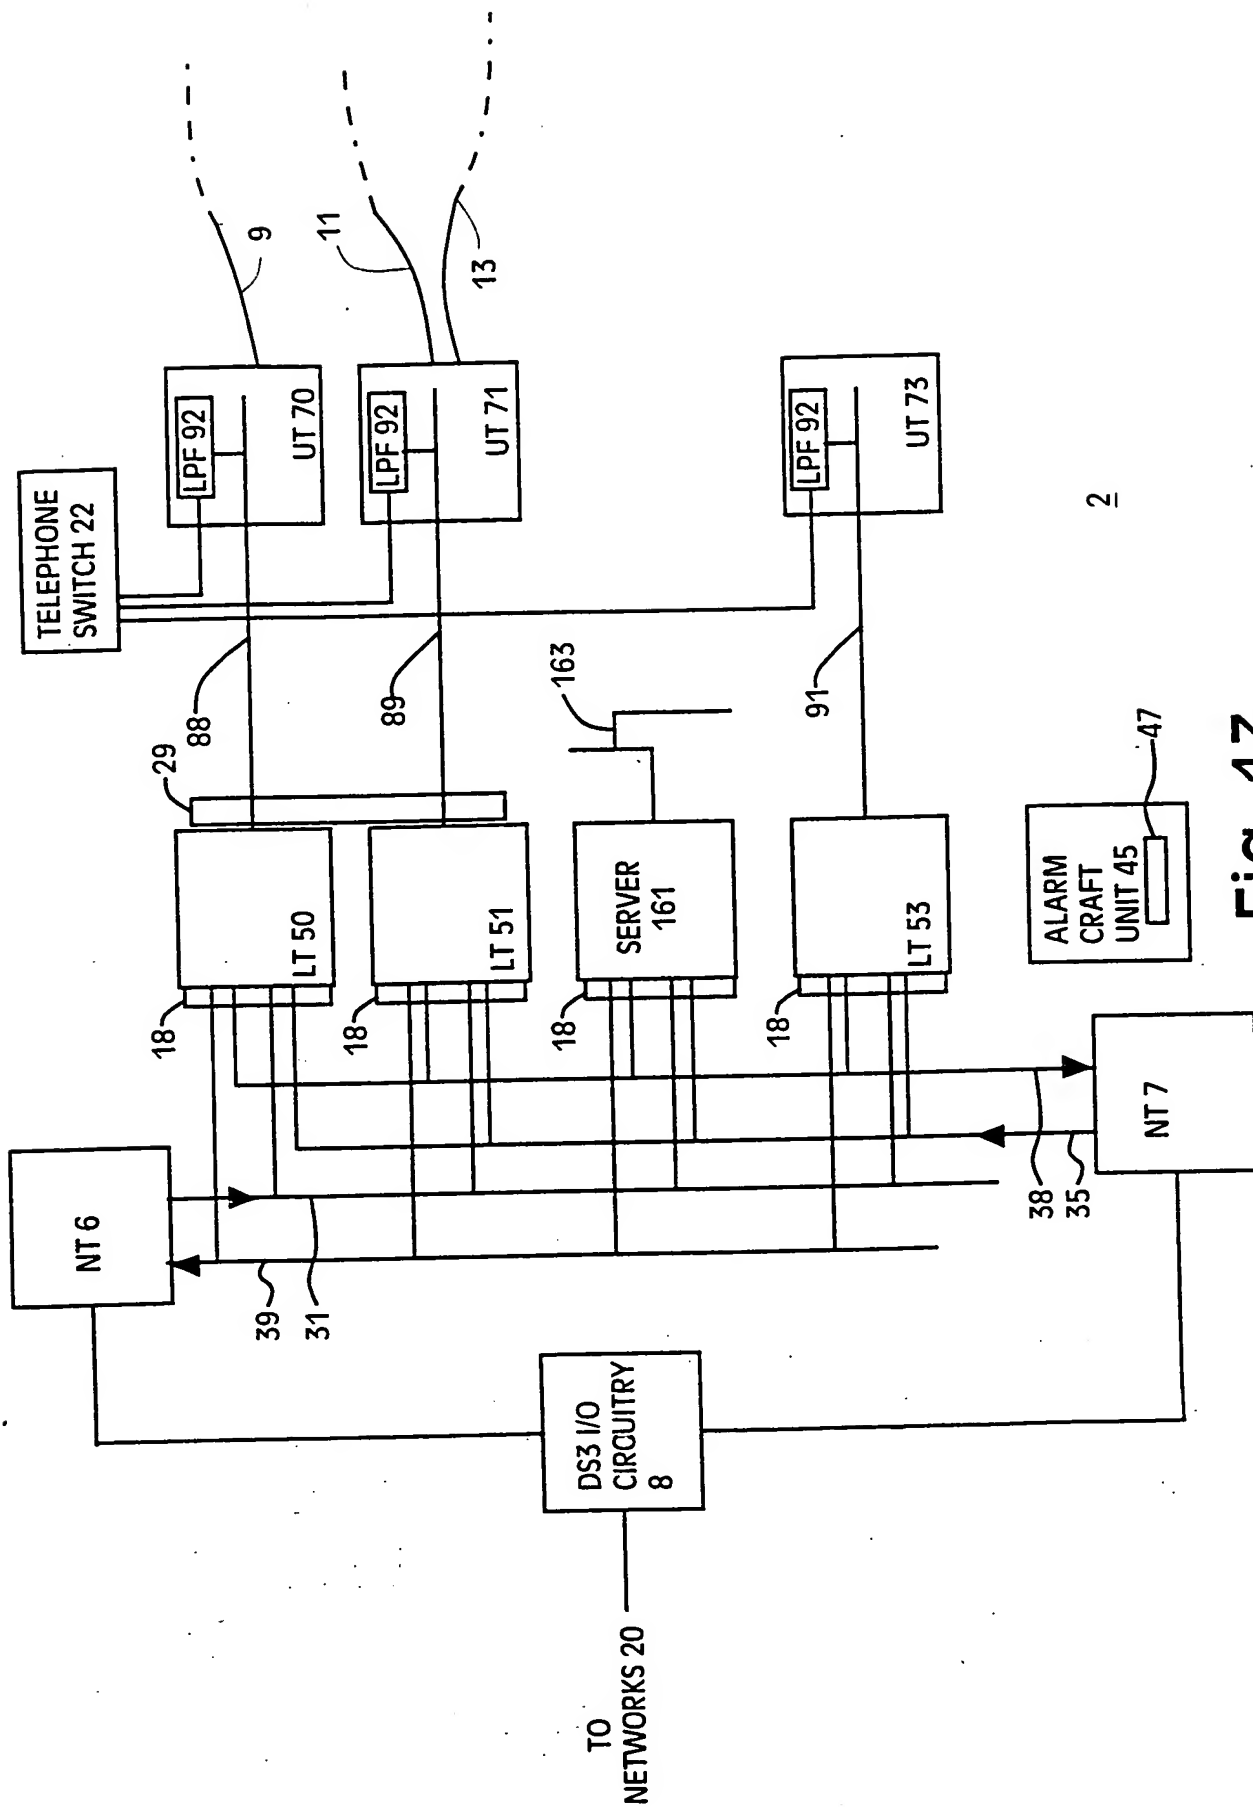 TELEPHONE
SWITCH 22
LPF 92
UT 70
9
LPF 92
UT 71
11
13
LPF 92
UT 73
2
88
89
91
29
163
18
LT 50
18
LT 51
18
SERVER
161
18
LT 53
ALARM
CRAFT
UNIT 45
47
NT 6
39
31
38
35
NT 7
DS3 I/O
CIRCUITRY
8
TO
NETWORKS 20